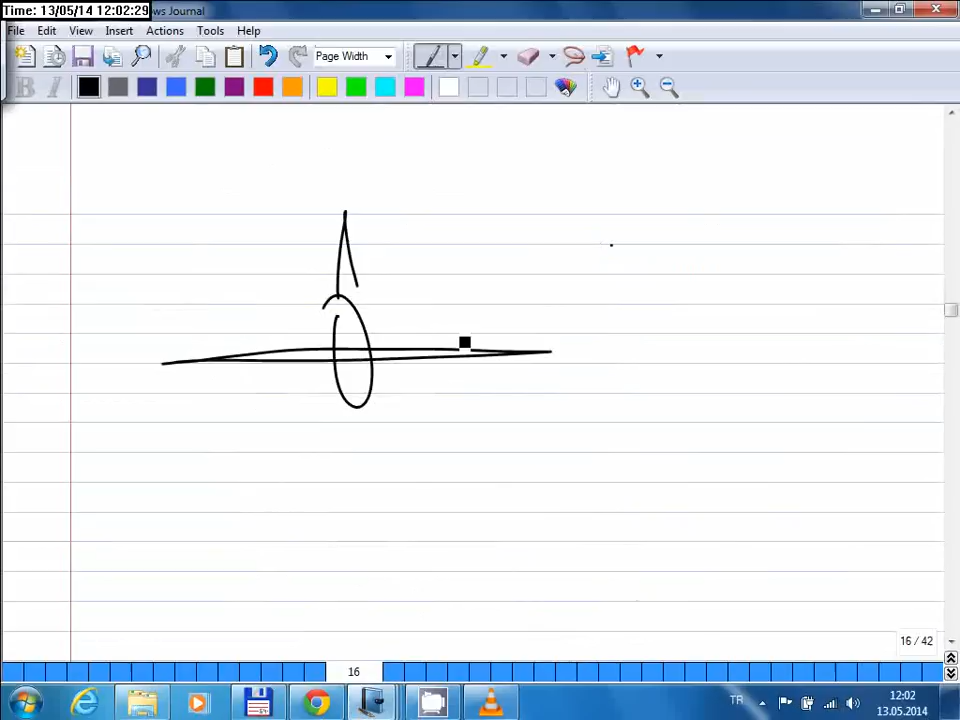 Time: 13/05/14 12:02:29 ows Journal
File Edit View Insert Actions Tools Help
Page Width
B I
16 / 42
16
TR 12:02
13.05.2014